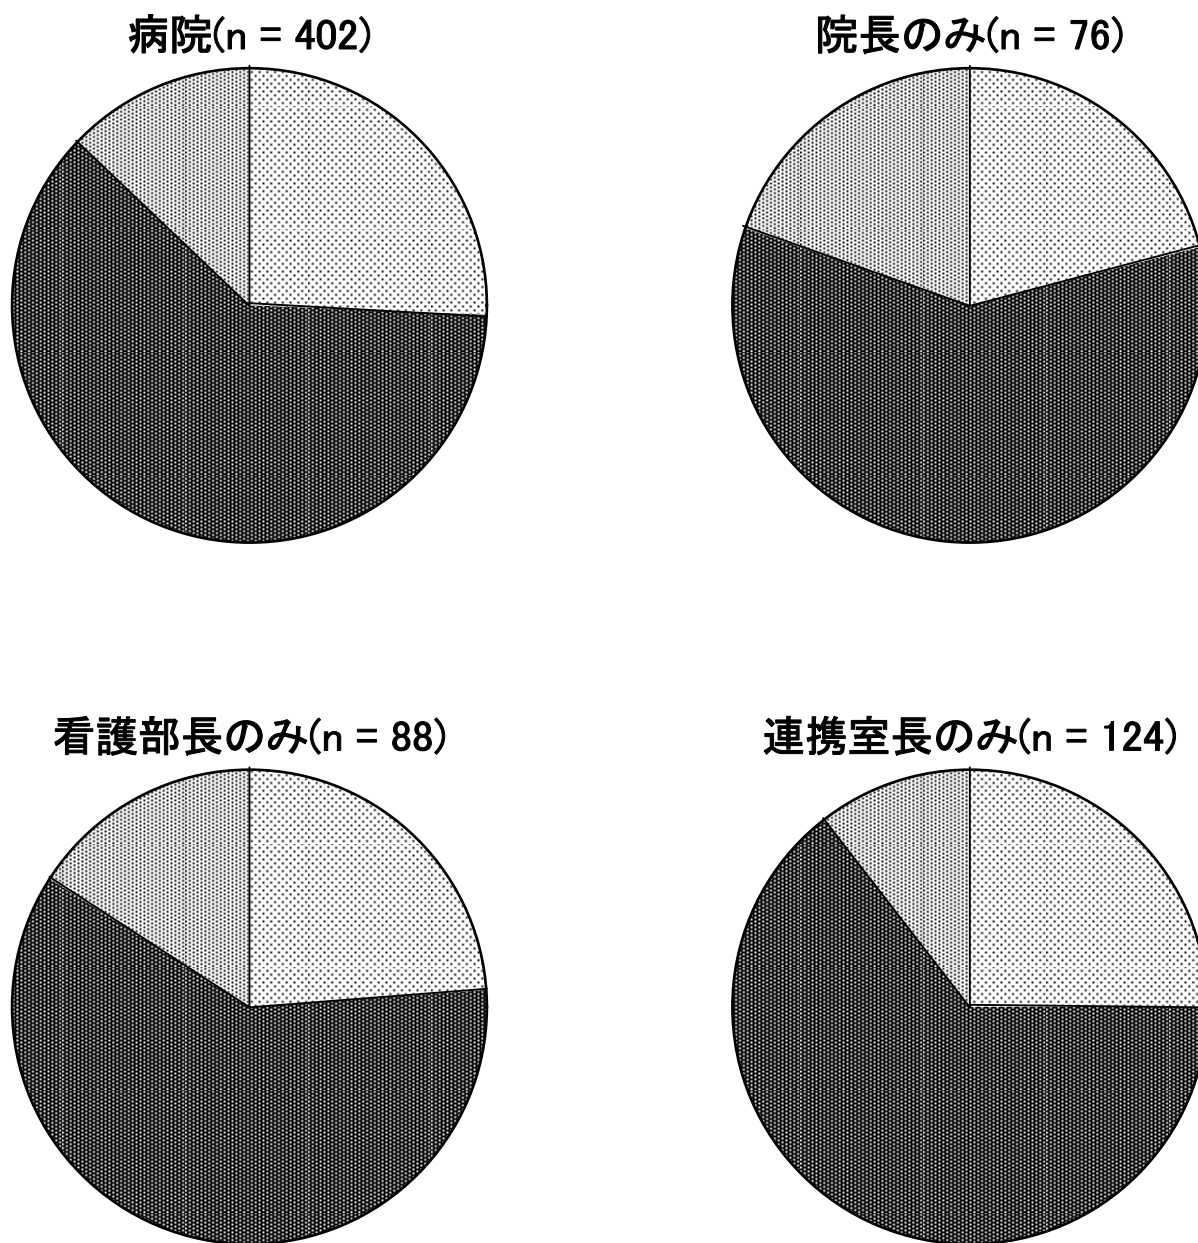 病院(n = 402)
院長のみ(n = 76)
看護部長のみ(n = 88)
連携室長のみ(n = 124)